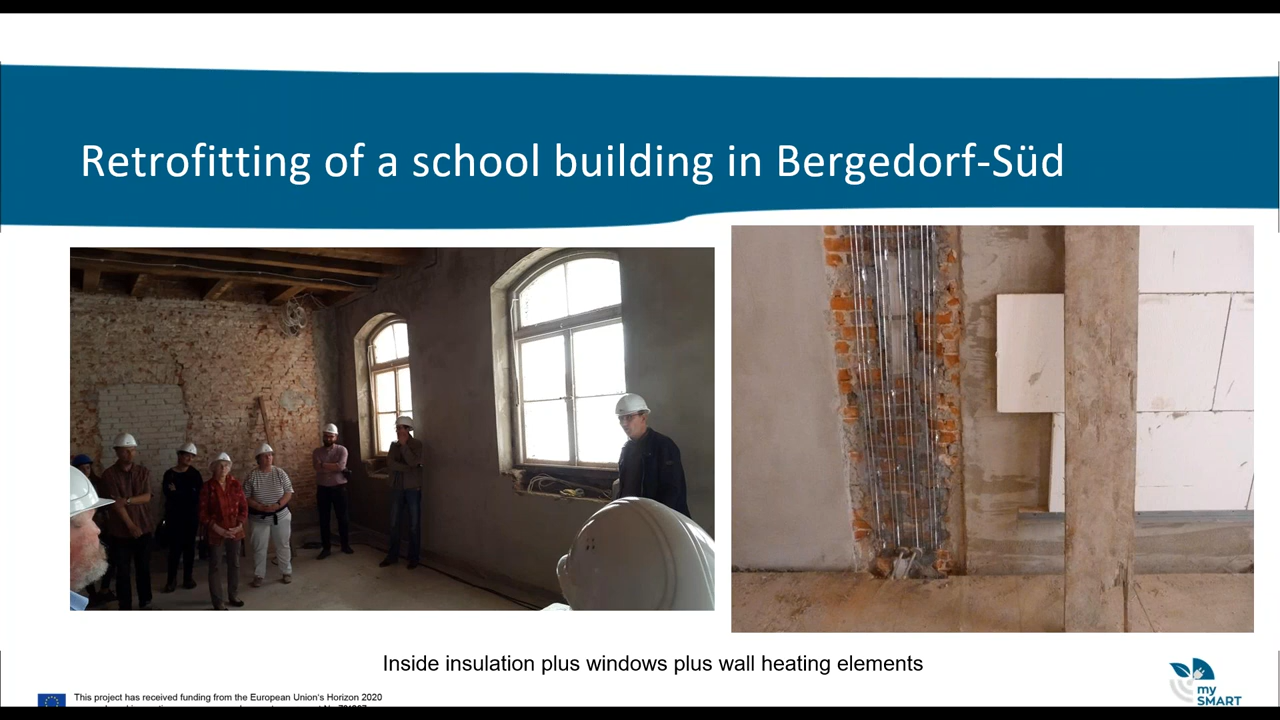 Retrofitting of a school building in Bergedorf-Süd
Inside insulation plus windows plus wall heating elements
This project has received funding from the European Union's Horizon 2020
my
SMART